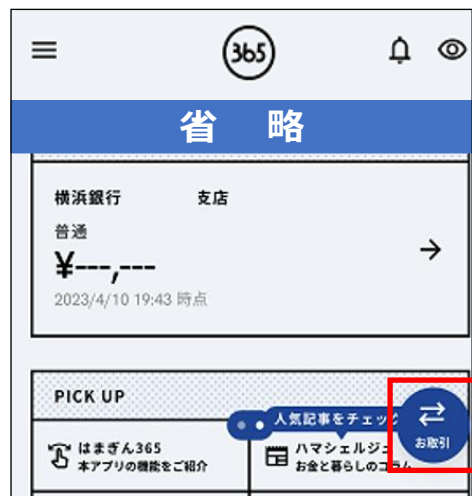 365
省 略
横浜銀行 支店
普通
¥---,---
2023/4/10 19:43 時点
PICK UP
人気記事をチェック
お取引
はまぎん365
本アプリの機能をご紹介
ハマシェルジュ
お金と暮らしのコラム